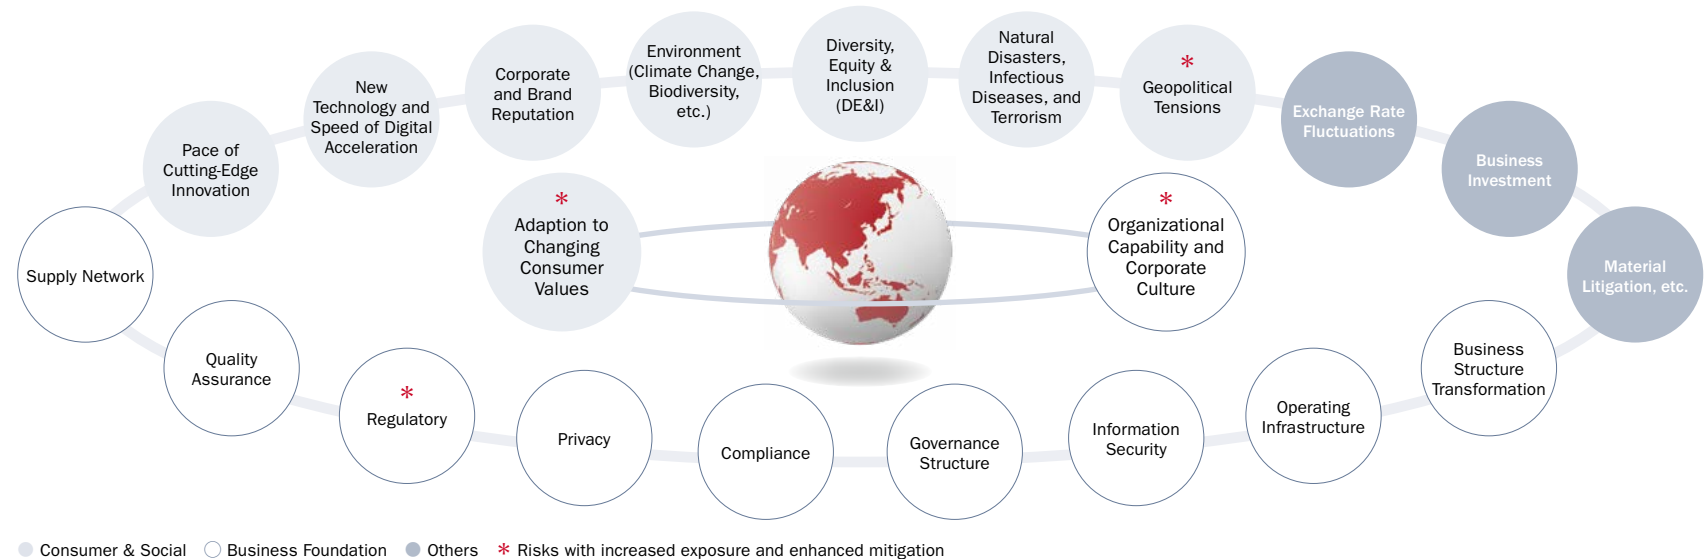 Pace of
Cutting-Edge
Innovation
New
Technology and
Speed of Digital
Acceleration
Corporate
and Brand
Reputation
Environment
(Climate Change,
Biodiversity,
etc.)
Diversity,
Equity &
Inclusion
(DE&I)
Natural
Disasters,
Infectious
Diseases, and
Terrorism
*
Geopolitical
Tensions
Exchange Rate
Fluctuations
Business
Investment
Material
Litigation, etc.
*
Adaption to
Changing
Consumer
Values
*
Organizational
Capability and
Corporate
Culture
Supply Network
Quality
Assurance
*
Regulatory
Privacy
Compliance
Governance
Structure
Information
Security
Operating
Infrastructure
Business
Structure
Transformation
Consumer & Social Business Foundation Others * Risks with increased exposure and enhanced mitigation